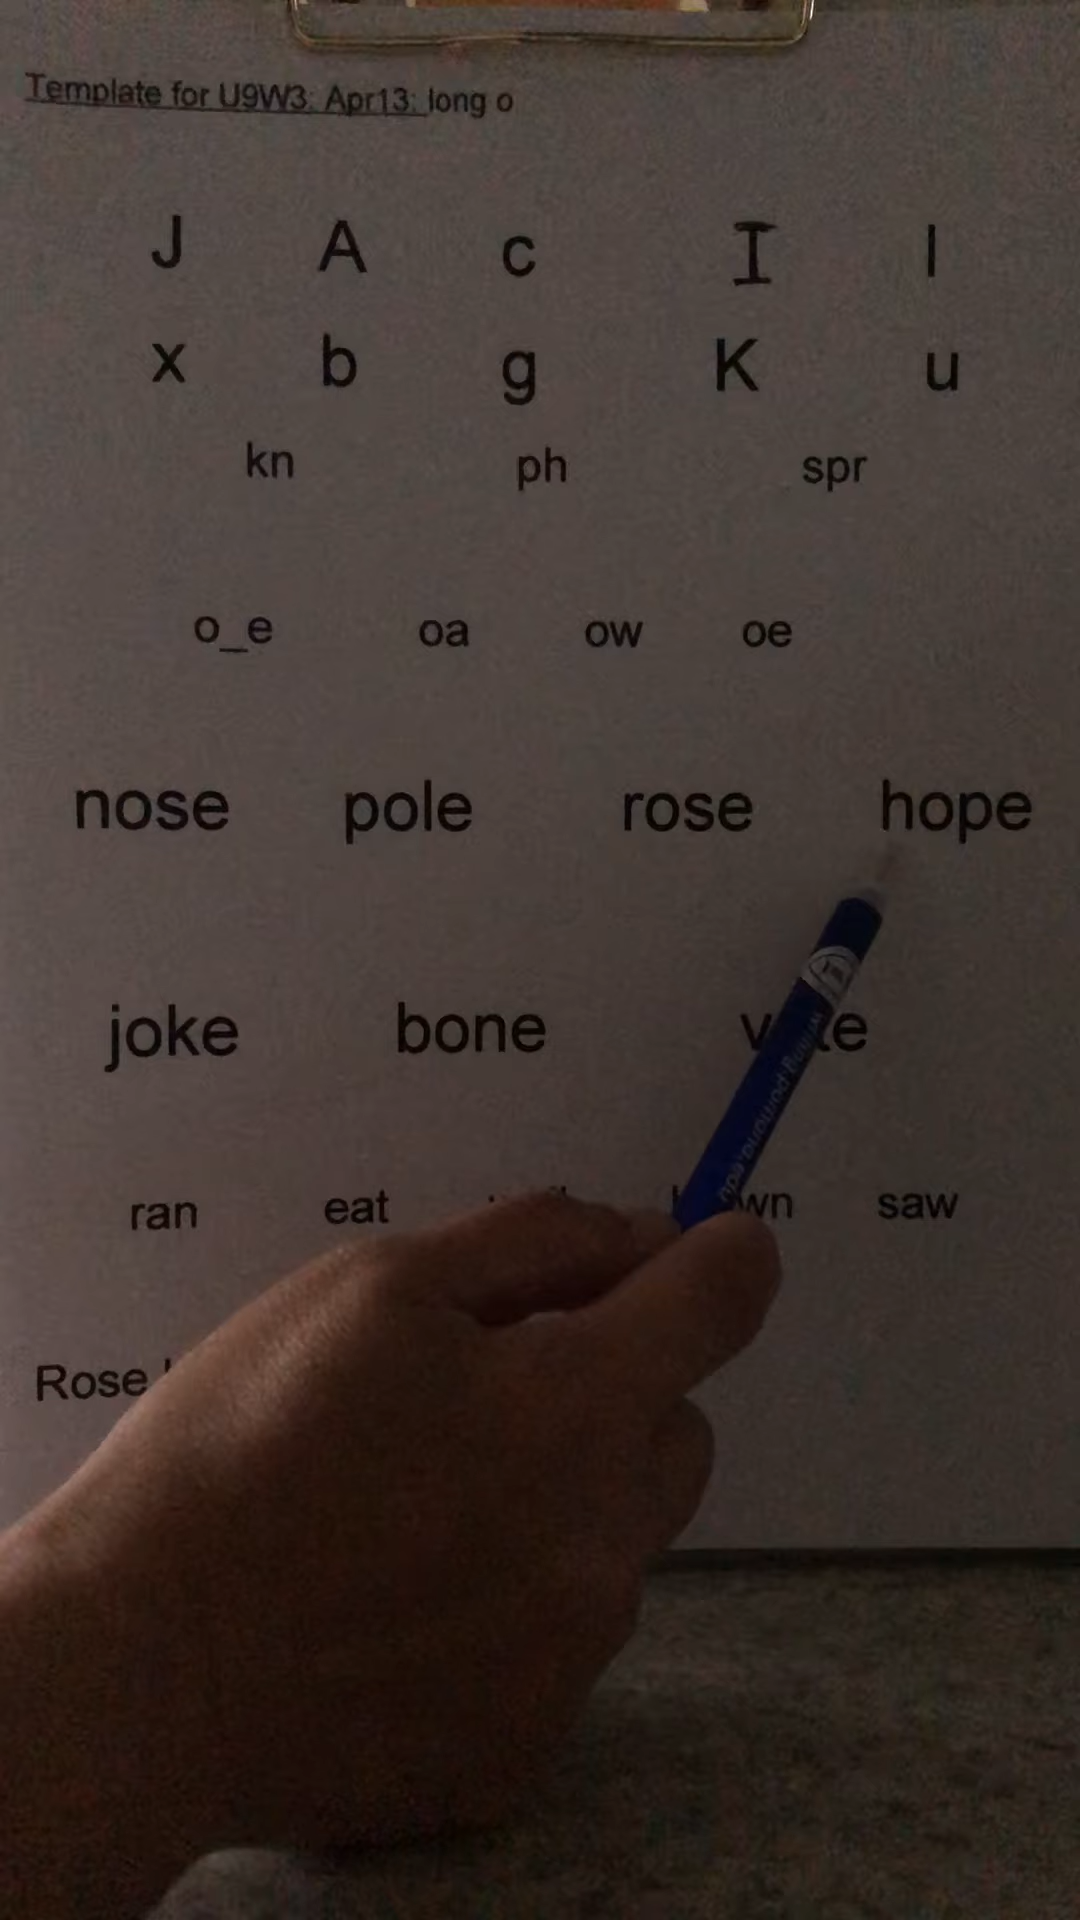 Template for U9W3: Apr13: long o
J A c I l
x b g K u
kn ph spr
o_e oa ow oe
nose pole rose hope
joke bone
ran eat saw
Rose